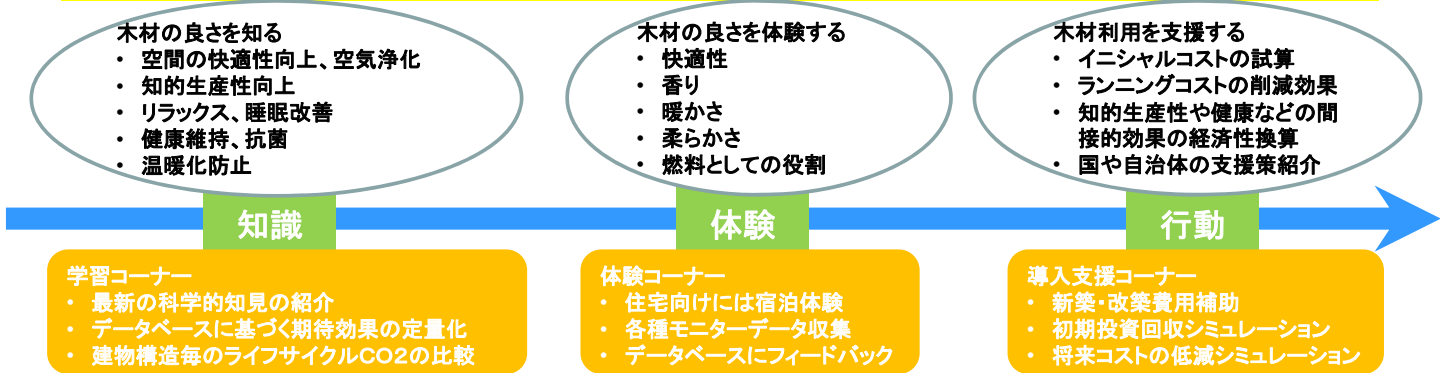 木材の良さを知る
・ 空間の快適性向上、空気浄化
・ 知的生産性向上
・ リラックス、睡眠改善
・ 健康維持、抗菌
・ 温暖化防止
木材の良さを体験する
・ 快適性
・ 香り
・ 暖かさ
・ 柔らかさ
・ 燃料としての役割
木材利用を支援する
・ イニシャルコストの試算
・ ランニングコストの削減効果
・ 知的生産性や健康などの間
接的効果の経済性換算
・ 国や自治体の支援策紹介
知識
体験
行動
学習コーナー
・ 最新の科学的知見の紹介
・ データベースに基づく期待効果の定量化
・ 建物構造毎のライフサイクルCO2の比較
体験コーナー
・ 住宅向けには宿泊体験
・ 各種モニターデータ収集
・ データベースにフィードバック
導入支援コーナー
・ 新築・改築費用補助
・ 初期投資回収シミュレーション
・ 将来コストの低減シミュレーション